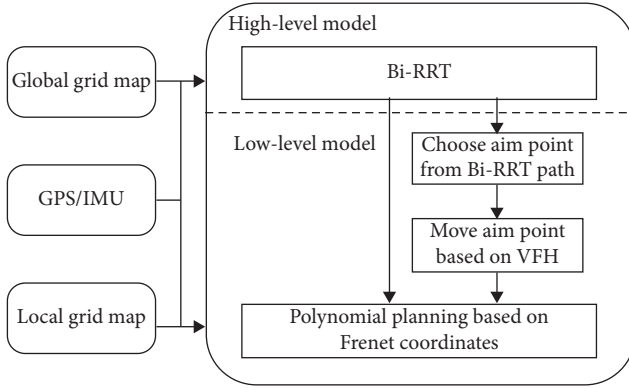 High-level model
Global grid map
Bi-RRT
Low-level model
Choose aim point
from Bi-RRT path
GPS/IMU
Move aim point
based on VFH
Local grid map
Polynomial planning based on
Frenet coordinates